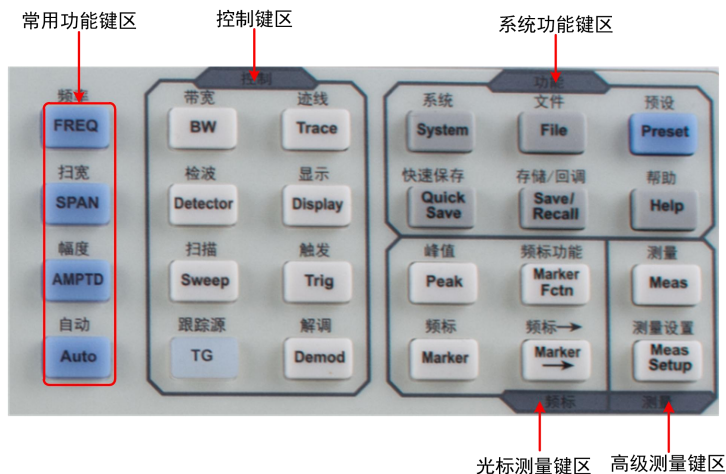 常用功能键区
控制键区
系统功能键区
控制
功能
频率
带宽
迹线
系统
文件
预设
FREQ
BW
Trace
System
File
Preset
扫宽
检波
显示
快速保存
存储/回调
帮助
SPAN
Detector
Display
Quick
Save
Save/
Recall
Help
幅度
扫描
触发
峰值
频标功能
测量
AMPTD
Sweep
Trig
Peak
Marker
Fctn
Meas
自动
跟踪源
解调
频标
频标→
测量设置
Auto
TG
Demod
Marker
Marker
→
Meas
Setup
频标
测量
光标测量键区
高级测量键区